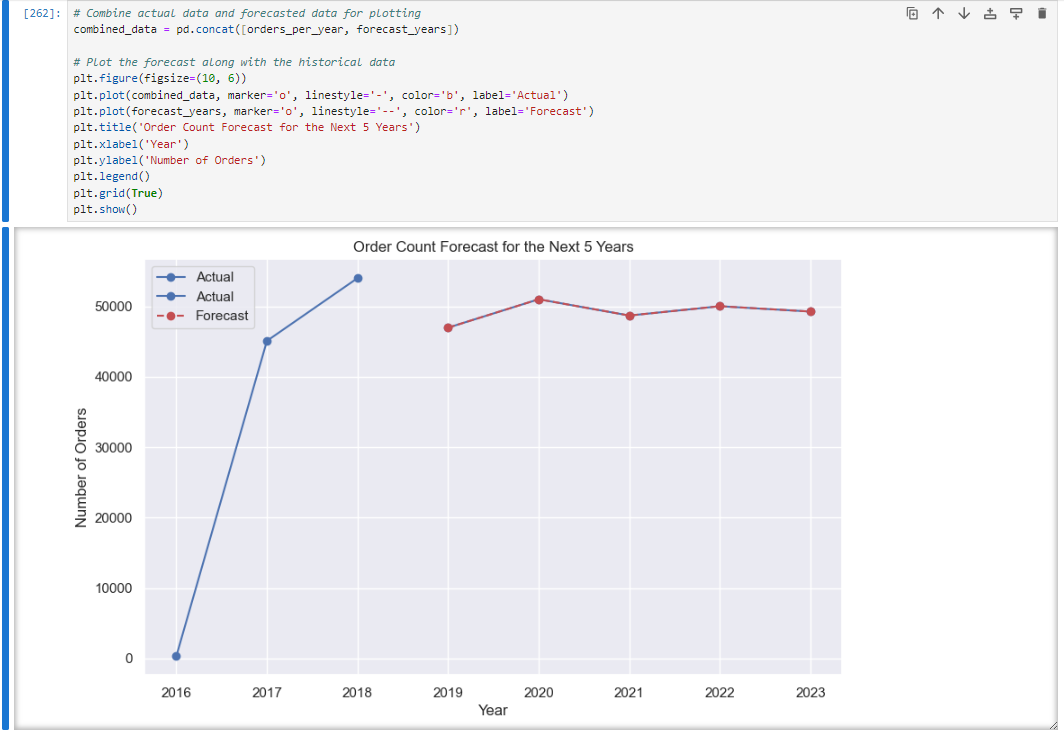 [262]:
# Combine actual data and forecasted data for plotting
combined_data = pd.concat([orders_per_year, forecast_years])
# Plot the forecast along with the historical data
plt.figure(figsize=(10, 6))
plt.plot(combined_data, marker='o', linestyle='-', color='b', label='Actual')
plt.plot(forecast_years, marker='o', linestyle='--', color='r', label='Forecast')
plt.title('Order Count Forecast for the Next 5 Years')
plt.xlabel('Year')
plt.ylabel('Number of Orders')
plt.legend()
plt.grid(True)
plt.show()
Order Count Forecast for the Next 5 Years
Actual
Actual
Forecast
50000
40000
30000
20000
10000
0
Number of Orders
2016 2017 2018 2019 2020 2021 2022 2023
Year